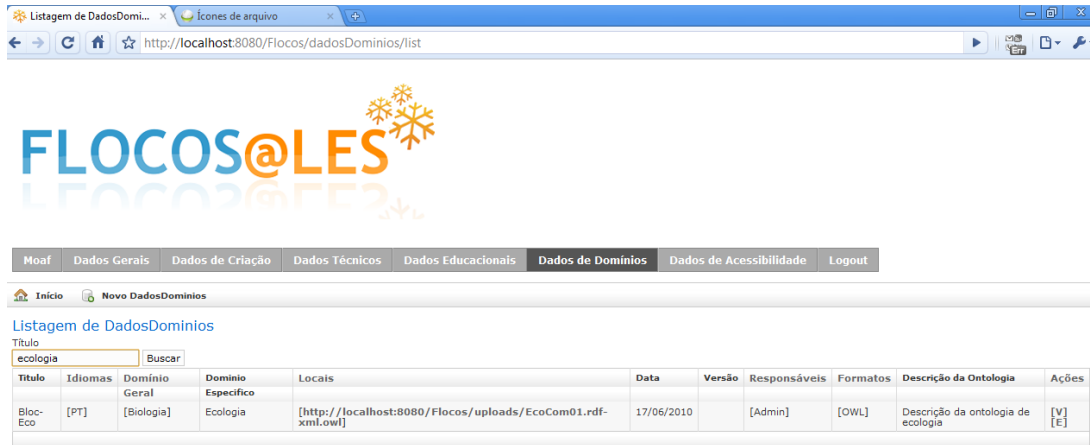 Listagem de DadosDomi...
Ícones de arquivo
http://localhost:8080/Flocos/dadosDominios/list
Err
FLOCOS@LES
Moaf Dados Gerais Dados de Criação Dados Técnicos Dados Educacionais Dados de Domínios Dados de Acessibilidade Logout
Início Novo DadosDominios
Listagem de DadosDominios
Título
ecologia Buscar
Titulo Idiomas Domínio Dominio Locais Data Versão Responsáveis Formatos Descrição da Ontologia Ações
Geral Especifico
Bloc- [PT] [Biologia] Ecologia [http://localhost:8080/Flocos/uploads/EcoCom01.rdf- 17/06/2010 [Admin] [OWL] Descrição da ontologia de [V]
Eco xml.owl] ecologia [E]